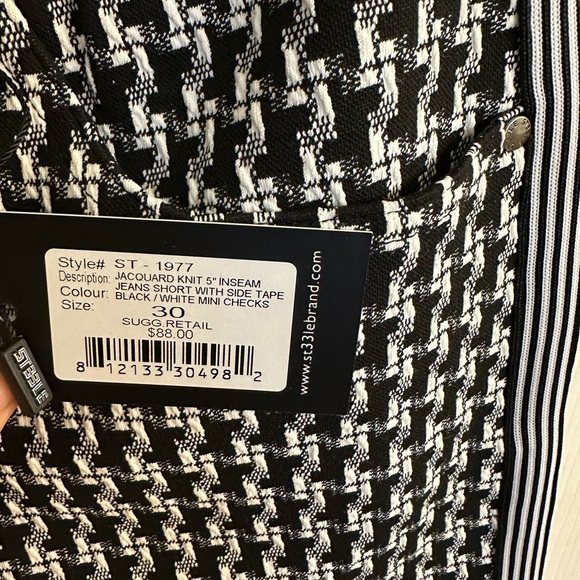 Style# ST - 1977
Description: JACQUARD KNIT 5" INSEAM
JEANS SHORT WITH SIDE TAPE
Colour: BLACK / WHITE MINI CHECKS
Size: 30
SUGG.RETAIL
$88.00
8 12133 30498 2
www.st33lebrand.com
ST33LE